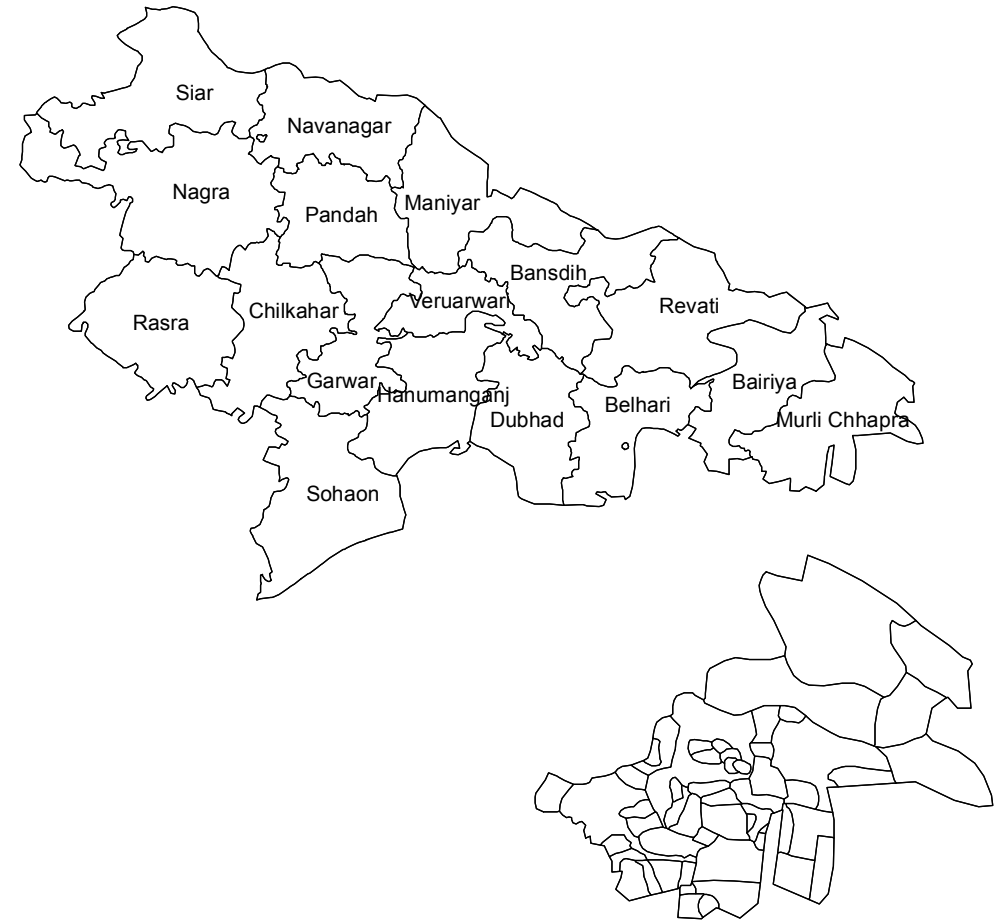 Siar
Navanagar
Nagra
Pandah
Maniyar
Bansdih
Veruarwari
Revati
Chilkahar
Rasra
Garwar
Hanumanganj
Bairiya
Belhari
Dubhad
Murli Chhapra
Sohaon